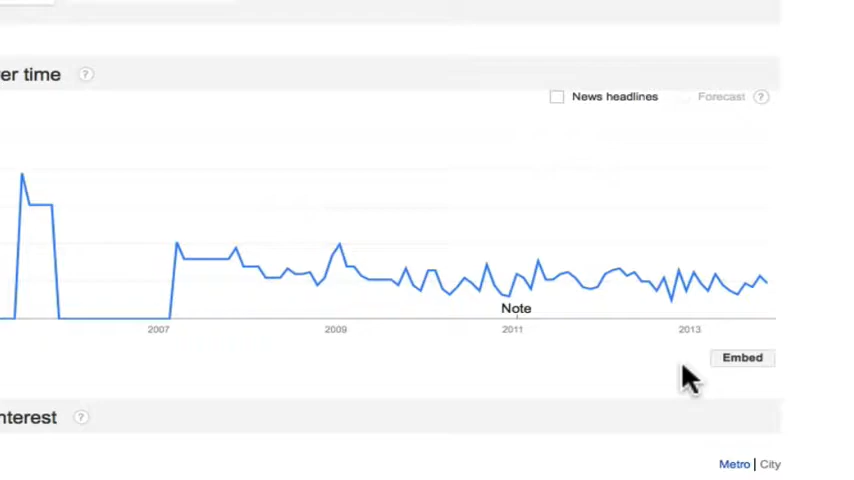 er time ?
News headlines Forecast ?
Note
2007 2009 2011 2013
Embed
nterest ?
Metro | City